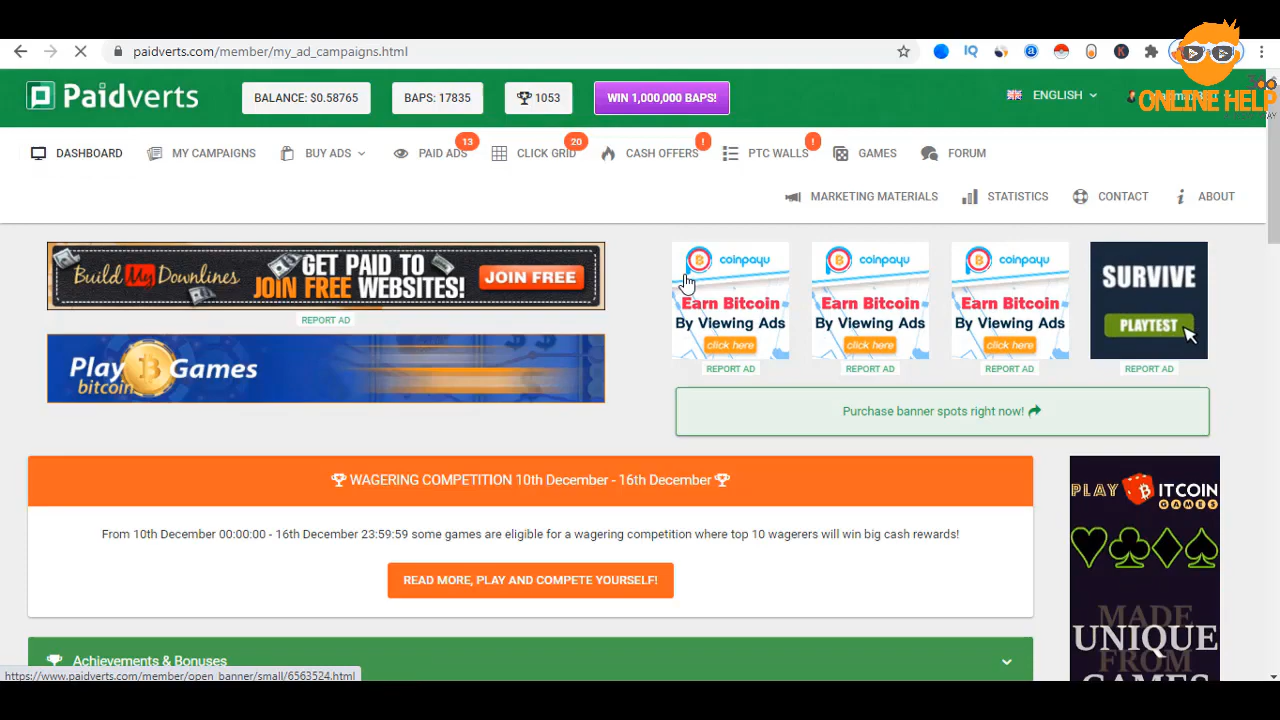 paidverts.com/member/my_ad_campaigns.html
ONLINE HELP
Paidverts
BALANCE: $0.58765
BAPS: 17835
1053
WIN 1,000,000 BAPS!
ENGLISH
DASHBOARD
MY CAMPAIGNS
BUY ADS
PAID ADS
13
CLICK GRID
20
CASH OFFERS
!
PTC WALLS
!
GAMES
FORUM
MARKETING MATERIALS
STATISTICS
CONTACT
ABOUT
Build My Downlines
GET PAID TO
JOIN FREE WEBSITES!
JOIN FREE
REPORT AD
Play Games
bitcoin
coinpayu
Earn Bitcoin
By Viewing Ads
click here
REPORT AD
coinpayu
Earn Bitcoin
By Viewing Ads
click here
REPORT AD
coinpayu
Earn Bitcoin
By Viewing Ads
click here
REPORT AD
SURVIVE
PLAYTEST
REPORT AD
Purchase banner spots right now!
WAGERING COMPETITION 10th December - 16th December
From 10th December 00:00:00 - 16th December 23:59:59 some games are eligible for a wagering competition where top 10 wagerers will win big cash rewards!
READ MORE, PLAY AND COMPETE YOURSELF!
Achievements & Bonuses
PLAY BITCOIN
GAMES
MADE
UNIQUE
FROM
GAMES
https://www.paidverts.com/member/open_banner/small/6563524.html